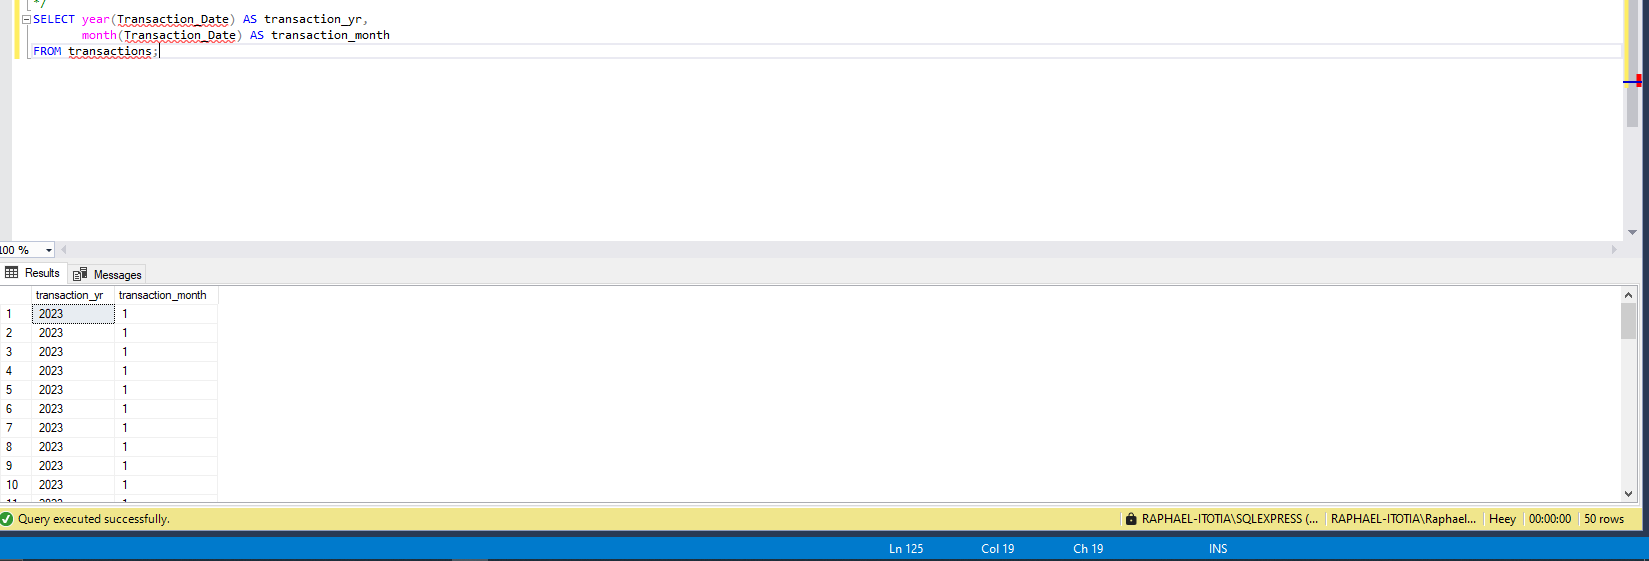 */
SELECT year(Transaction_Date) AS transaction_yr,
month(Transaction_Date) AS transaction_month
FROM transactions;
100 %
Results Messages
transaction_yr transaction_month
1 2023 1
2 2023 1
3 2023 1
4 2023 1
5 2023 1
6 2023 1
7 2023 1
8 2023 1
9 2023 1
10 2023 1
11 2023 1
Query executed successfully. RAPHAEL-ITOTIA\SQLEXPRESS (... RAPHAEL-ITOTIA\Raphael... Heey 00:00:00 50 rows
Ln 125 Col 19 Ch 19 INS